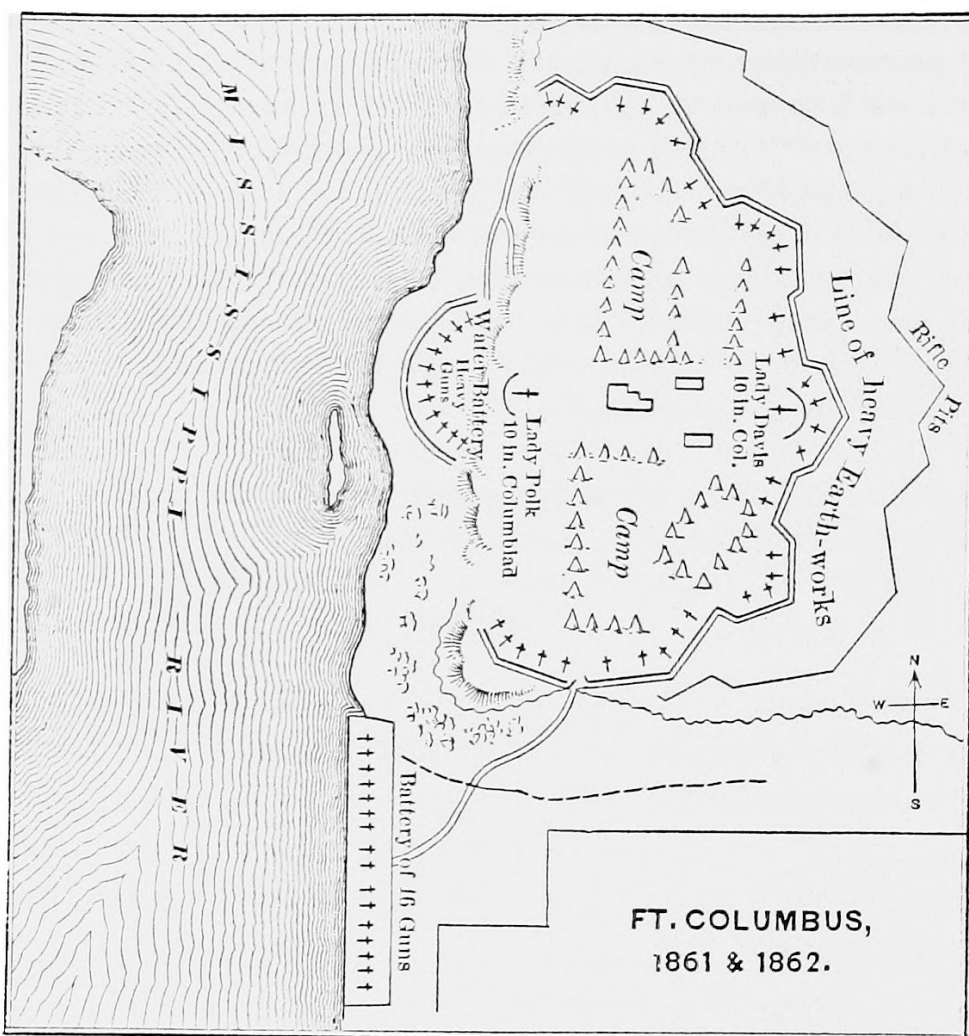 MISSISSIPPI RIVER
Camp
Camp
Line of heavy Earth-works
Rifle Pits
Lady Davis
10 in. Col.
Lady Polk
10 in. Columblad
Water Battery
Heavy
Guns
Battery of 16 Guns
N
W E
S
FT. COLUMBUS,
1861 & 1862.